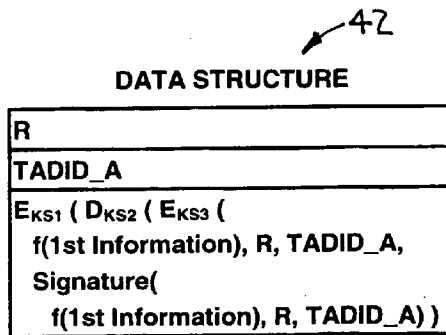 42
DATA STRUCTURE
R
TADID_A
EKS1 ( DKS2 ( EKS3 (
f(1st Information), R, TADID_A,
Signature(
f(1st Information), R, TADID_A) )